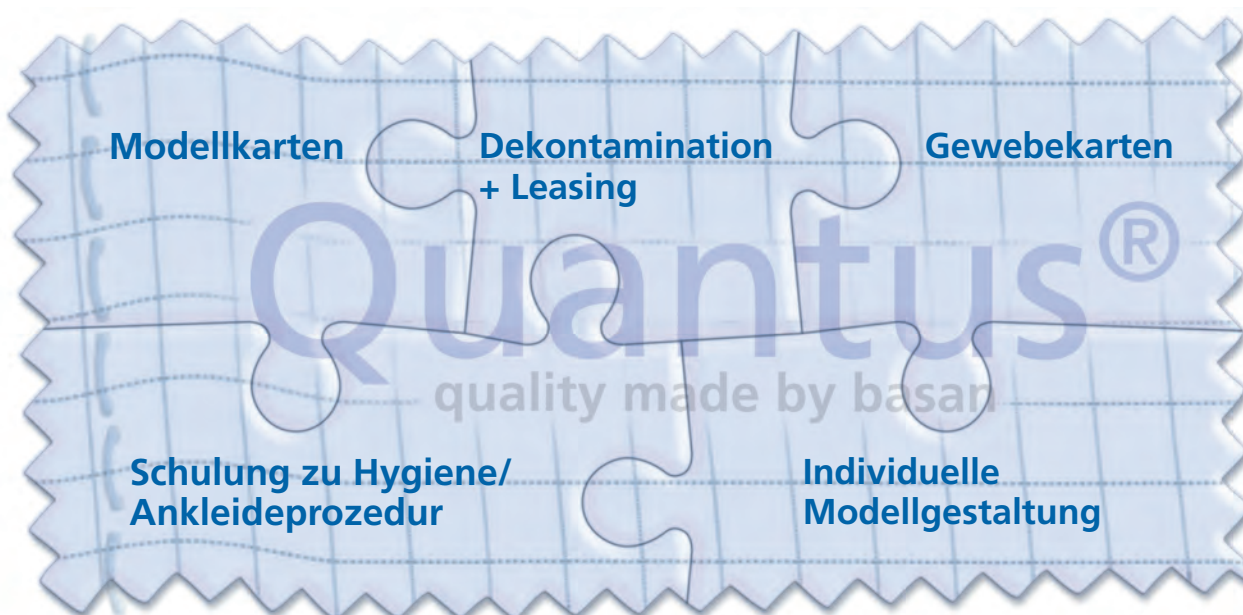 Modellkarten
Dekontamination
+ Leasing
Gewebekarten
Quantus®
quality made by basan
Schulung zu Hygiene/
Ankleideprozedur
Individuelle
Modellgestaltung